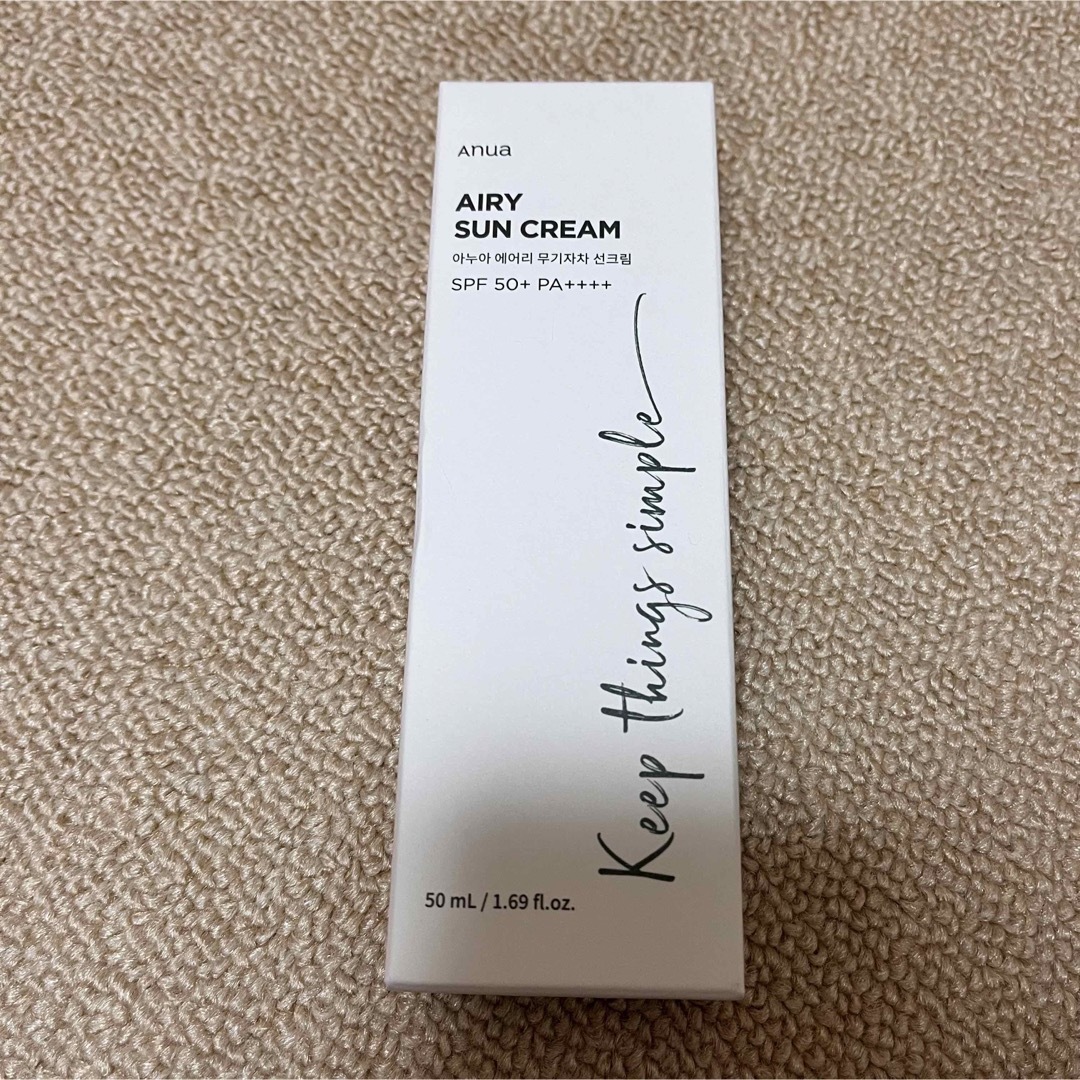 Anua
AIRY
SUN CREAM
아누아 에어리 무기자차 선크림
SPF 50+ PA++++
Keep things simple
50 mL / 1.69 fl.oz.